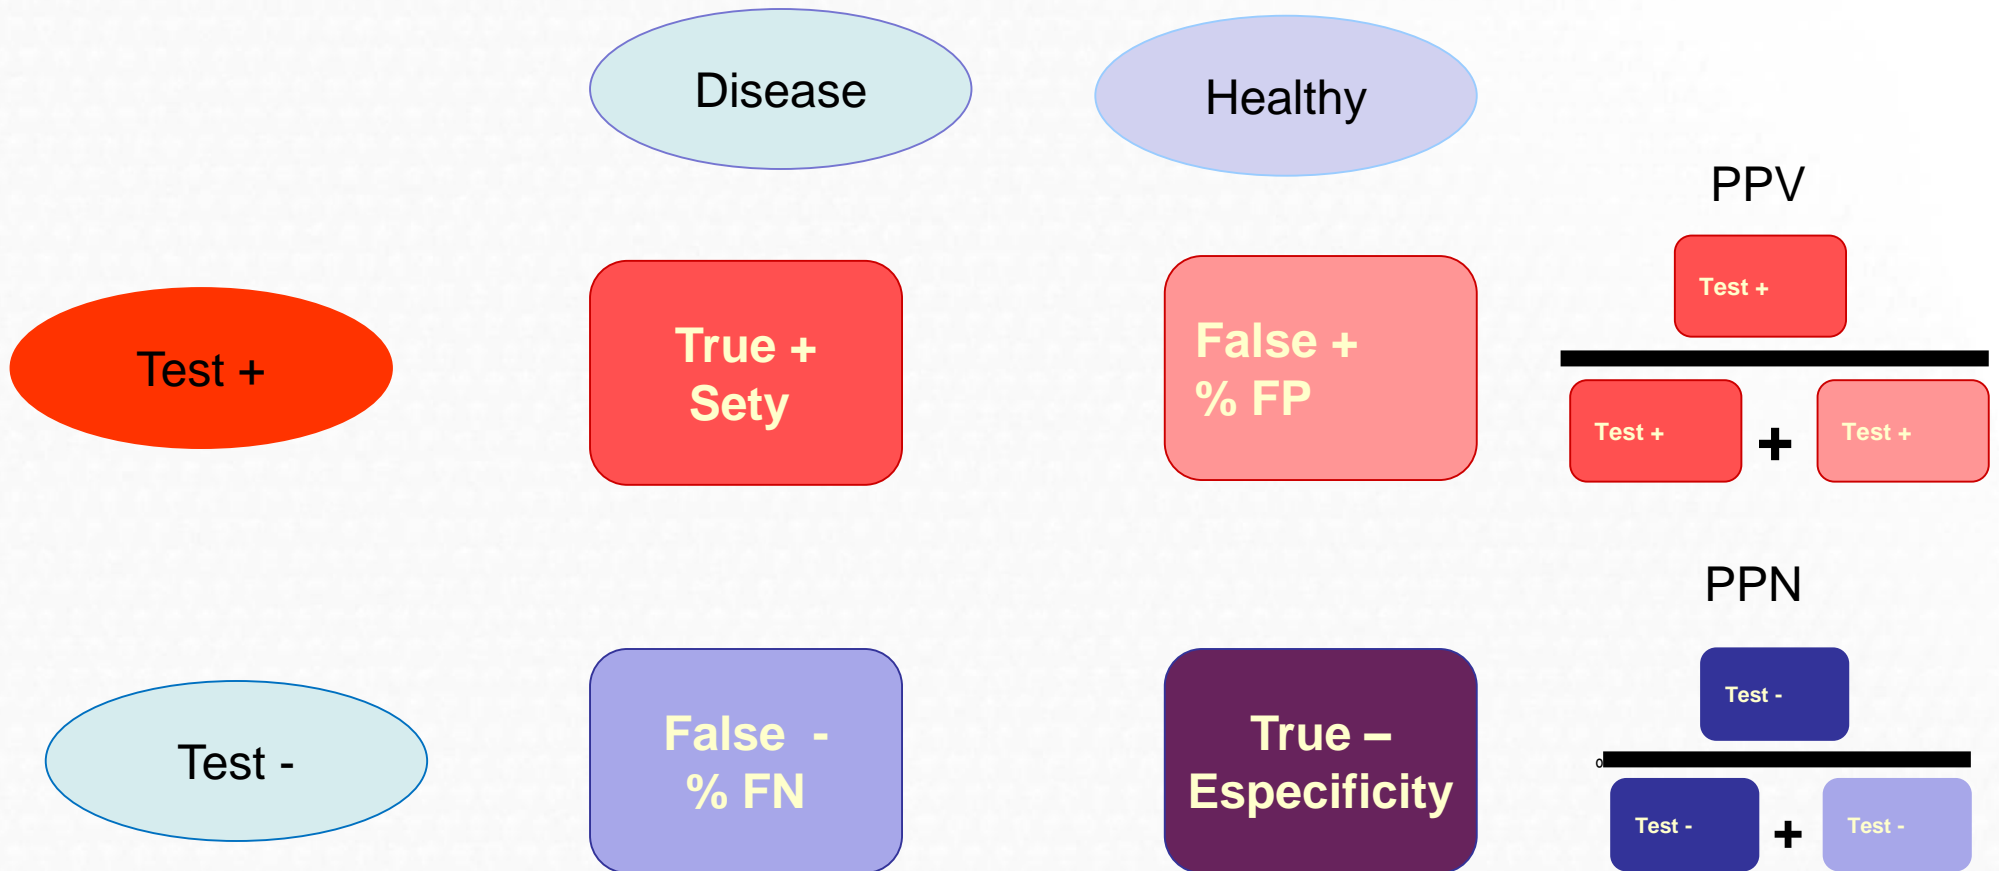 Disease
Healthy
PPV
Test +
True +
Sety
False +
% FP
Test +
Test +
+
Test +
PPN
Test -
False  -
% FN
True –
Especificity
Test -
o
Test -
+
Test -